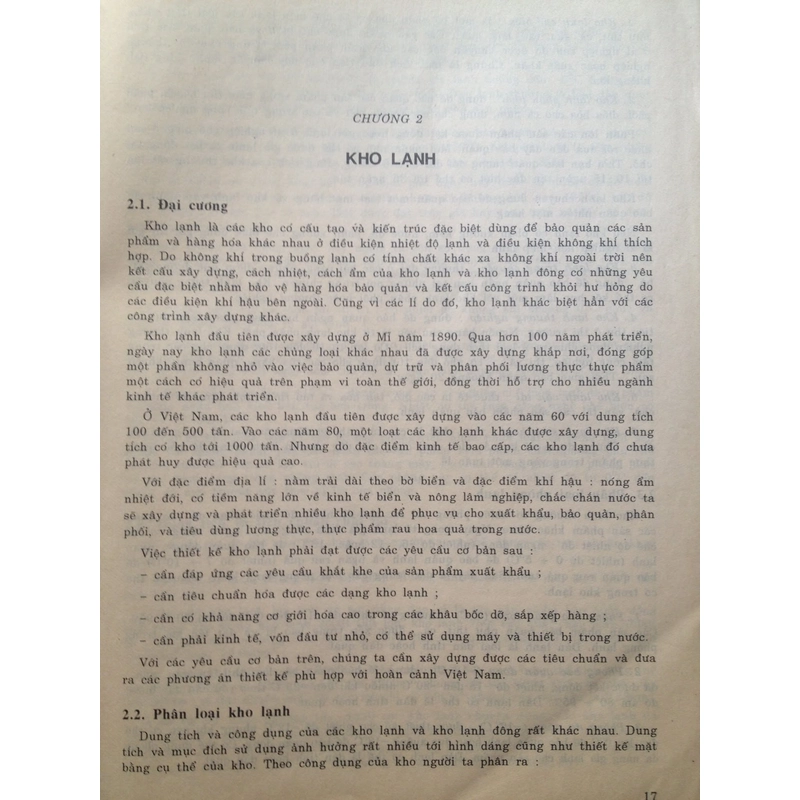 CHƯƠNG 2
KHO LẠNH
2.1. Đại cương
Kho lạnh là các kho có cấu tạo và kiến trúc đặc biệt dùng để bảo quản các sản
phẩm và hàng hóa khác nhau ở điều kiện nhiệt độ lạnh và điều kiện không khí thích
hợp. Do không khí trong buồng lạnh có tính chất khác xa không khí ngoài trời nên
kết cấu xây dựng, cách nhiệt, cách ẩm của kho lạnh và kho lạnh đông có những yêu
cầu đặc biệt nhằm bảo vệ hàng hóa bảo quản và kết cấu công trình khỏi hư hỏng do
các điều kiện khí hậu bên ngoài. Cũng vì các lí do đó, kho lạnh khác biệt hẳn với các
công trình xây dựng khác.
Kho lạnh đầu tiên được xây dựng ở Mĩ năm 1890. Qua hơn 100 năm phát triển,
ngày nay kho lạnh các chủng loại khác nhau đã được xây dựng khắp nơi, đóng góp
một phần không nhỏ vào việc bảo quản, dự trữ và phân phối lương thực thực phẩm
một cách có hiệu quả trên phạm vi toàn thế giới, đồng thời hỗ trợ cho nhiều ngành
kinh tế khác phát triển.
Ở Việt Nam, các kho lạnh đầu tiên được xây dựng vào các năm 60 với dung tích
100 đến 500 tấn. Vào các năm 80, một loạt các kho lạnh khác được xây dựng, dung
tích có kho tới 1000 tấn. Nhưng do đặc điểm kinh tế bao cấp, các kho lạnh đó chưa
phát huy được hiệu quả cao.
Với đặc điểm địa lí : nằm trải dài theo bờ biển và đặc điểm khí hậu : nóng ẩm
nhiệt đới, có tiềm năng lớn về kinh tế biển và nông lâm nghiệp, chắc chắn nước ta
sẽ xây dựng và phát triển nhiều kho lạnh để phục vụ cho xuất khẩu, bảo quản, phân
phối, và tiêu dùng lương thực, thực phẩm rau hoa quả trong nước.
Việc thiết kế kho lạnh phải đạt được các yêu cầu cơ bản sau :
– cần đáp ứng các yêu cầu khắt khe của sản phẩm xuất khẩu ;
– cần tiêu chuẩn hóa được các dạng kho lạnh ;
– cần có khả năng cơ giới hóa cao trong các khâu bốc dỡ, sắp xếp hàng ;
– cần phải kinh tế, vốn đầu tư nhỏ, có thể sử dụng máy và thiết bị trong nước.
Với các yêu cầu cơ bản trên, chúng ta cần xây dựng được các tiêu chuẩn và đưa
ra các phương án thiết kế phù hợp với hoàn cảnh Việt Nam.
2.2. Phân loại kho lạnh
Dung tích và công dụng của các kho lạnh và kho lạnh đông rất khác nhau. Dung
tích và mục đích sử dụng ảnh hưởng rất nhiều tới hình dáng cũng như thiết kế mặt
bằng cụ thể của kho. Theo công dụng của kho người ta phân ra :
17